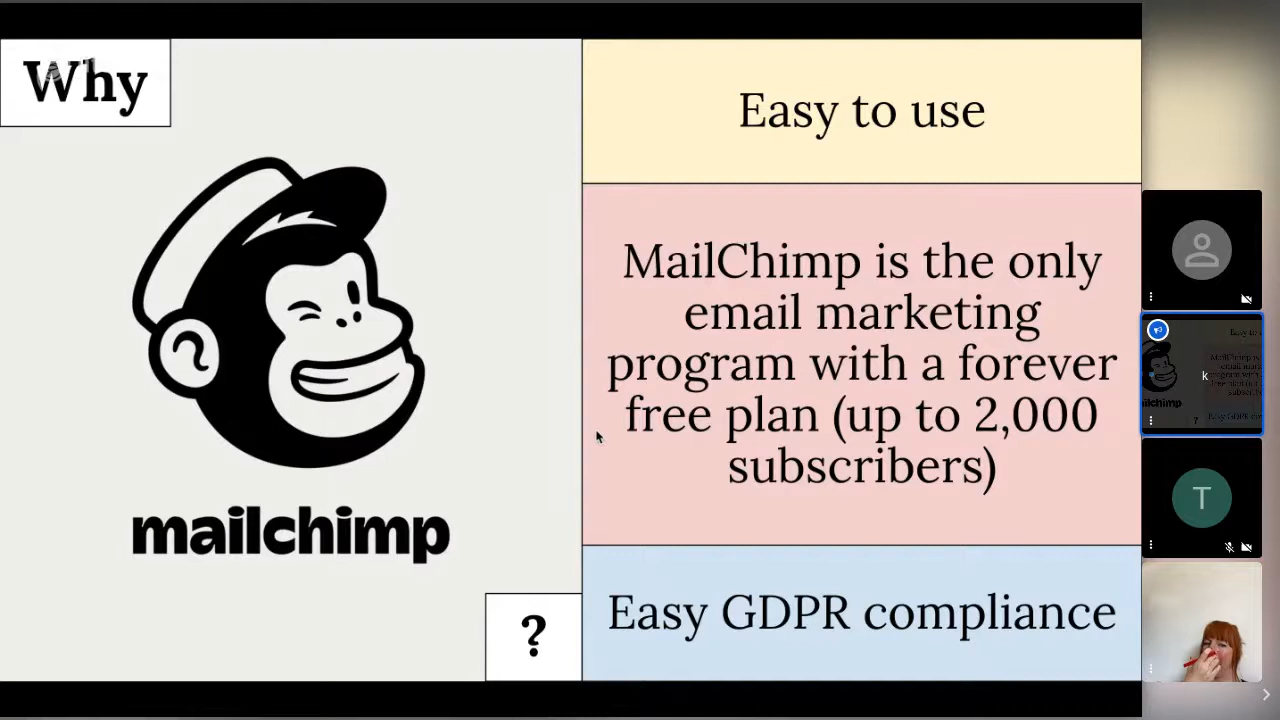 Why
mailchimp
?
Easy to use
MailChimp is the only
email marketing
program with a forever
free plan (up to 2,000
subscribers)
Easy GDPR compliance
k
T